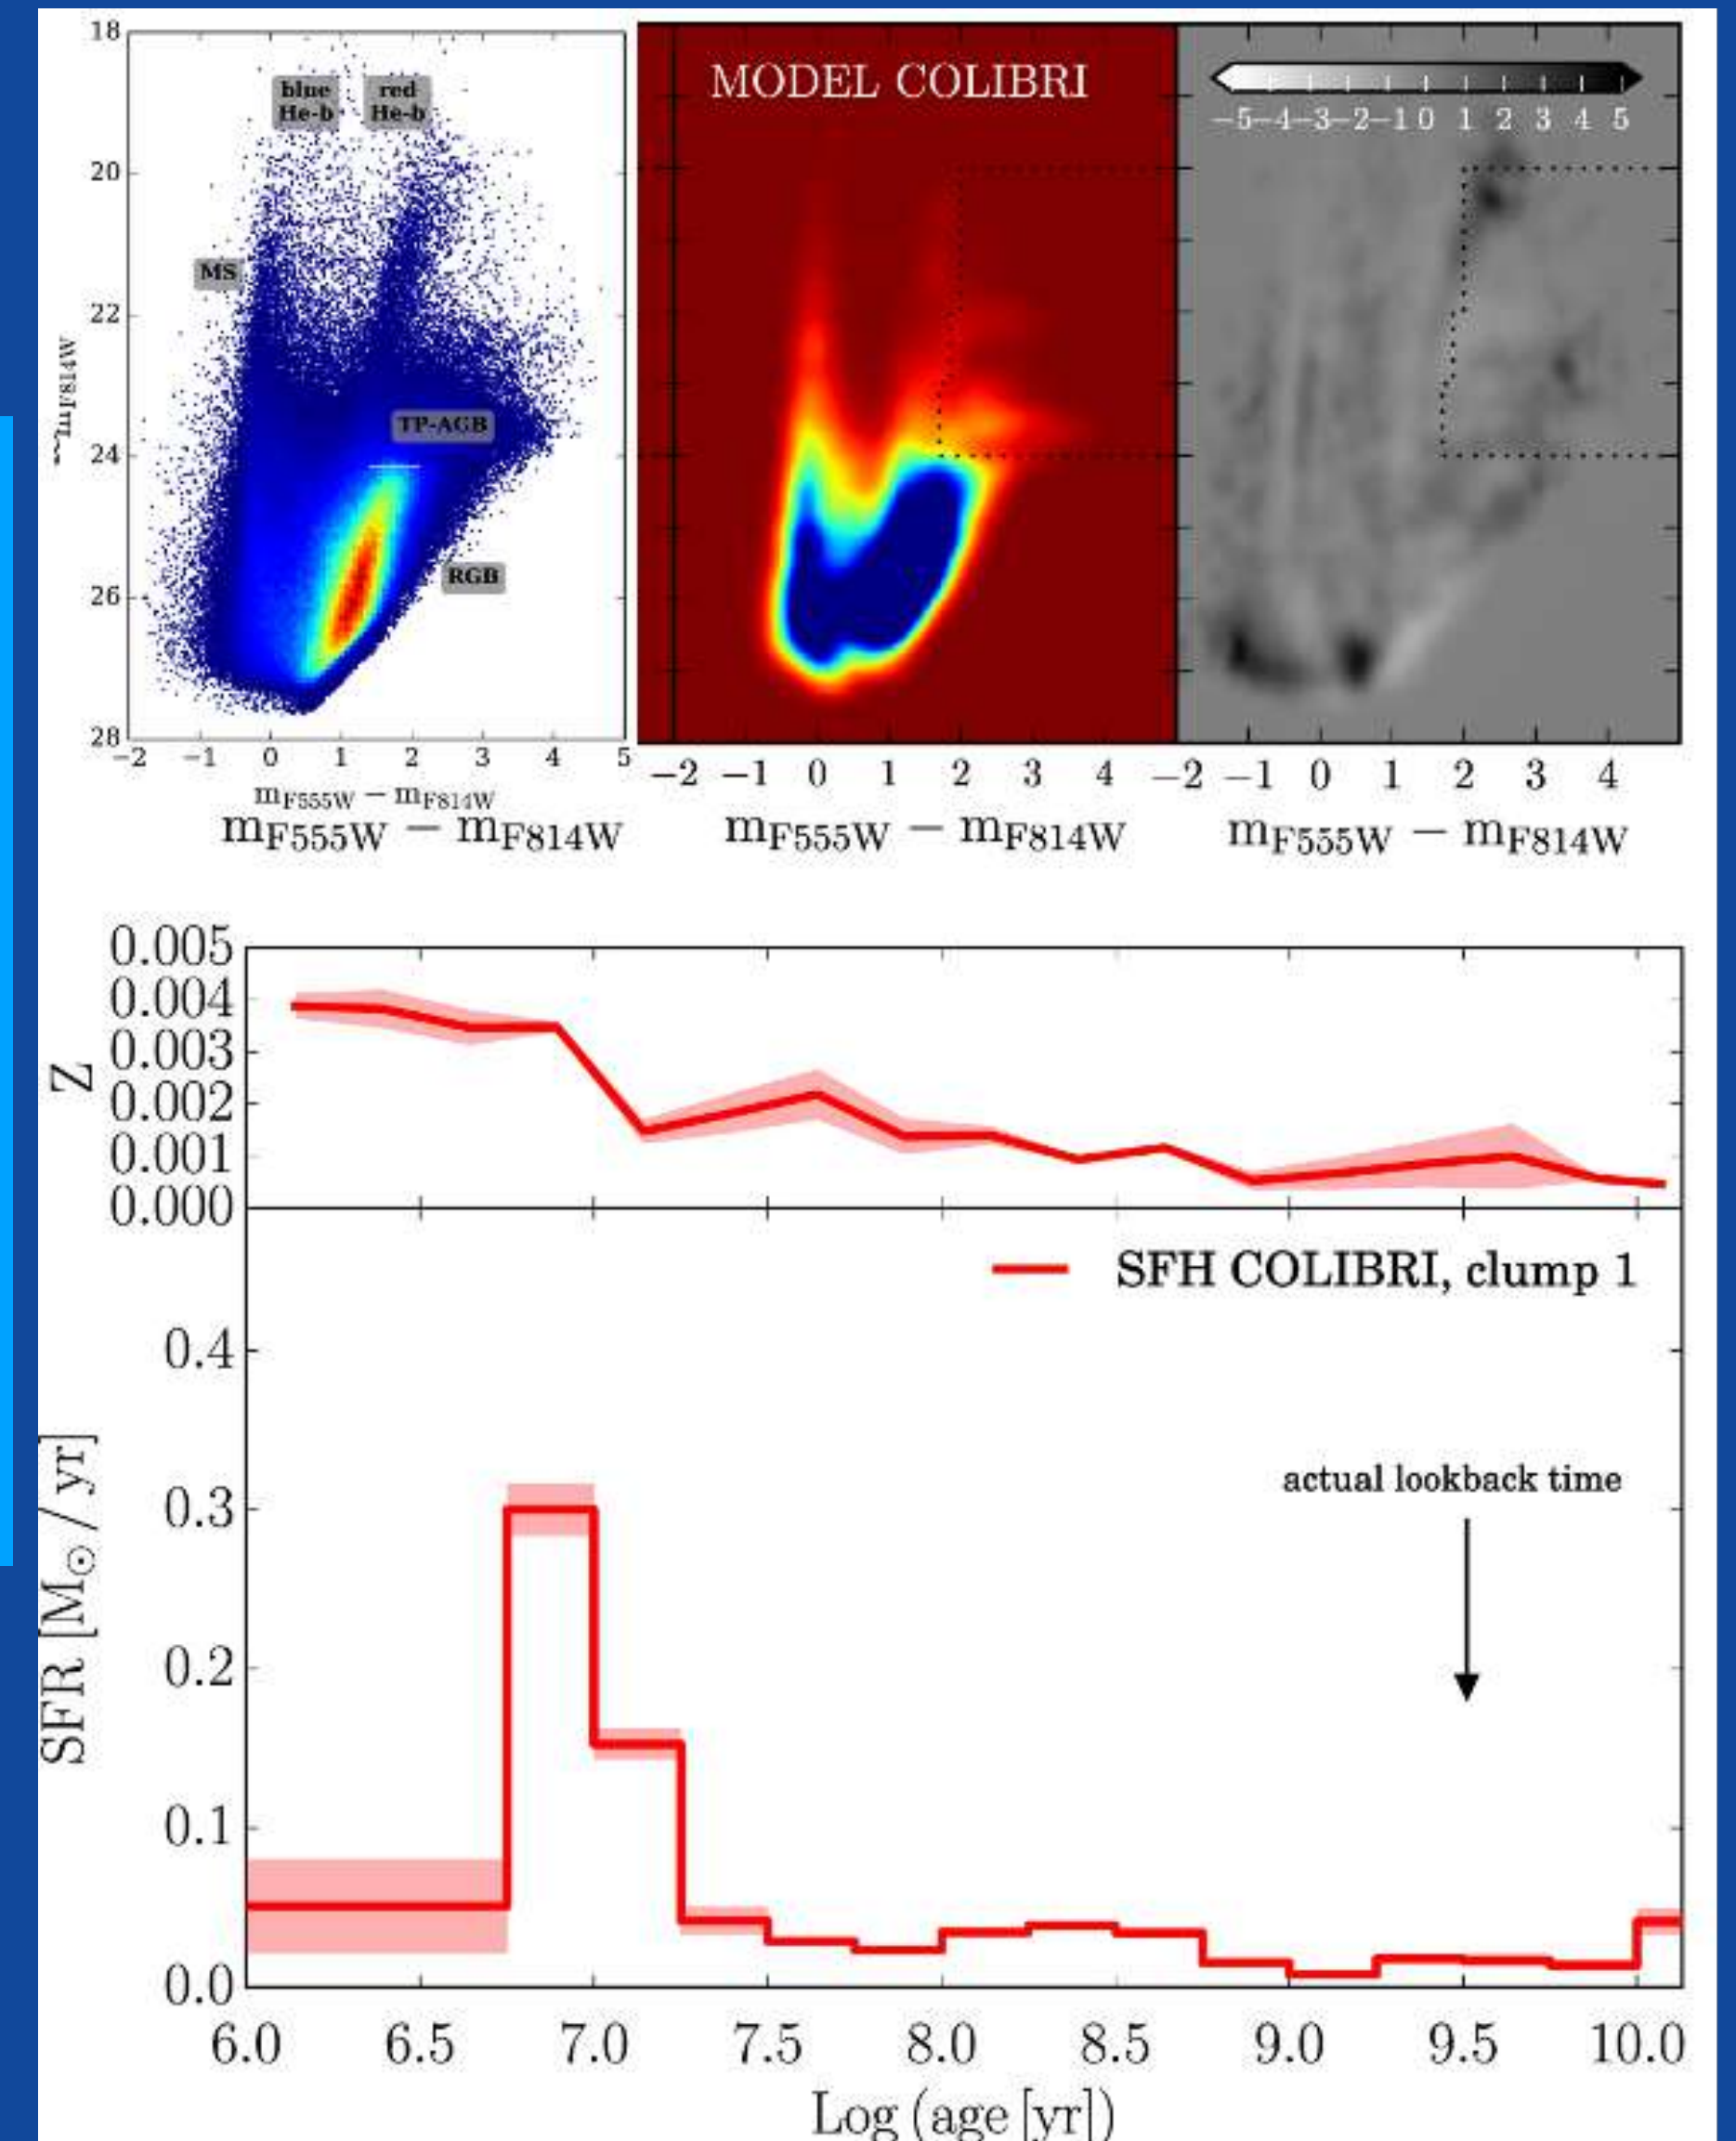 18
20
22
24
26
28
mF814W
blue
He-b
red
He-b
MS
TP-AGB
RGB
−2 −1 0 1 2 3 4 5
mF555W − mF814W
mF555W − mF814W
MODEL COLIBRI
−2 −1 0 1 2 3 4
mF555W − mF814W
−5 −4 −3 −2 −1 0 1 2 3 4 5
−2 −1 0 1 2 3 4
mF555W − mF814W
0.005
0.004
0.003
0.002
0.001
0.000
Z
SFH COLIBRI, clump 1
actual lookback time
0.4
0.3
0.2
0.1
0.0
SFR [M⊙ / yr]
6.0 6.5 7.0 7.5 8.0 8.5 9.0 9.5 10.0
Log (age [yr])